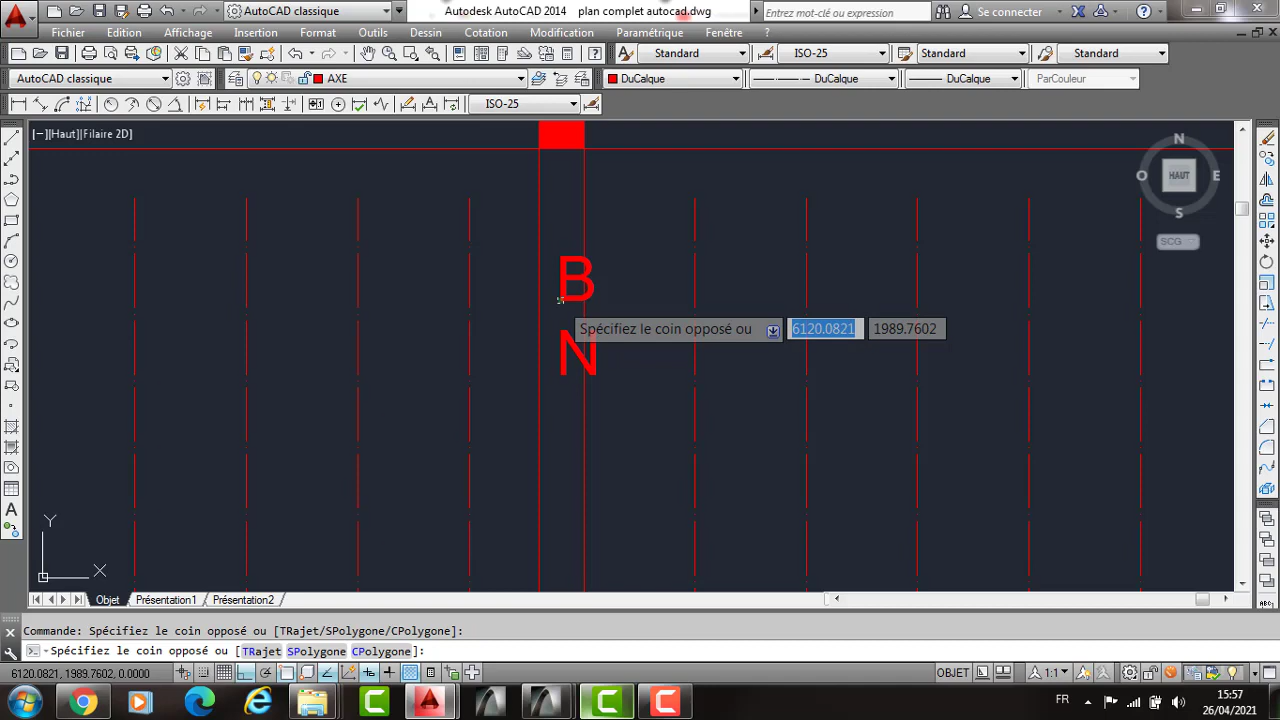 AutoCAD classique
Autodesk AutoCAD 2014 plan complet autocad.dwg
Entrez mot-clé ou expression
Se connecter
Fichier Edition Affichage Insertion Format Outils Dessin Cotation Modification Paramétrique Fenêtre
Standard ISO-25 Standard Standard
AutoCAD classique AXE DuCalque DuCalque DuCalque ParCouleur
ISO-25
[−][Haut][Filaire 2D]
N
O HAUT E
S
SCG
B
Spécifiez le coin opposé ou 6120.0821 1989.7602
N
Y
X
Objet Présentation1 Présentation2
Commande: Spécifiez le coin opposé ou [TRajet/SPolygone/CPolygone]:
Spécifiez le coin opposé ou [TRajet SPolygone CPolygone]:
6120.0821, 1989.7602, 0.0000 OBJET 1:1
FR 15:57
26/04/2021